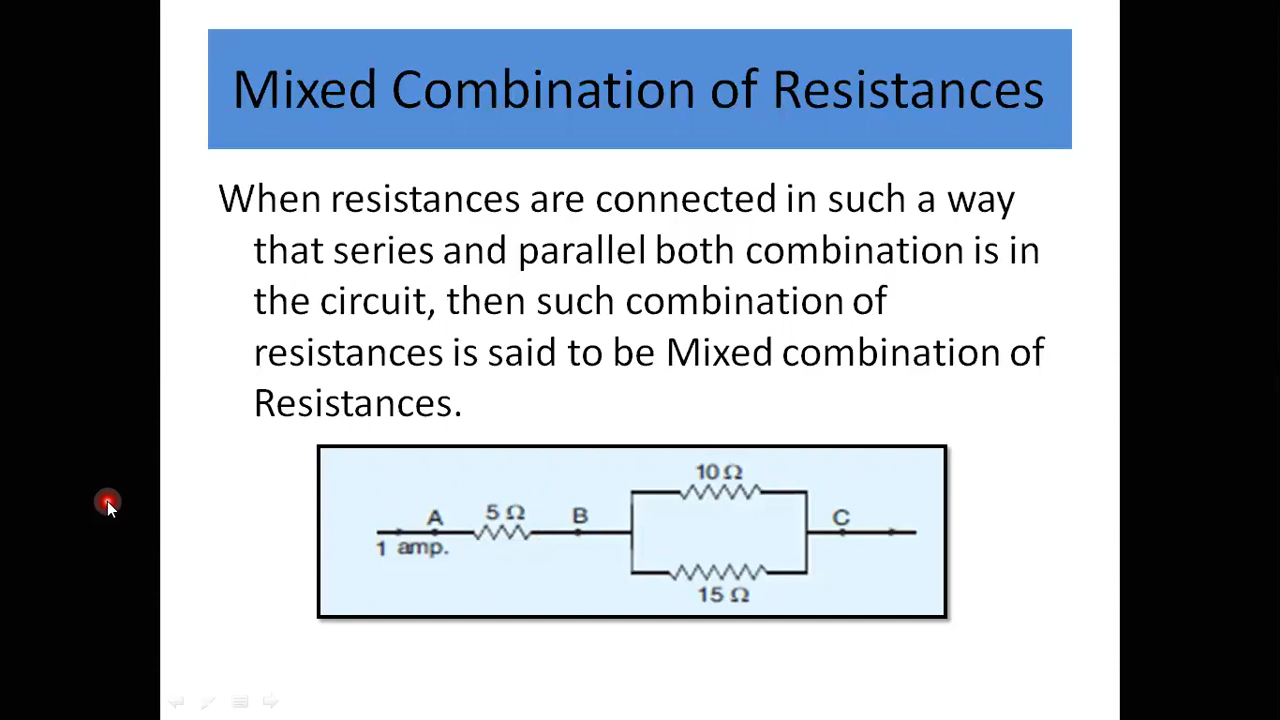 Mixed Combination of Resistances
When resistances are connected in such a way
that series and parallel both combination is in
the circuit, then such combination of
resistances is said to be Mixed combination of
Resistances.
10 Ω
A 5 Ω B C
1 amp.
15 Ω